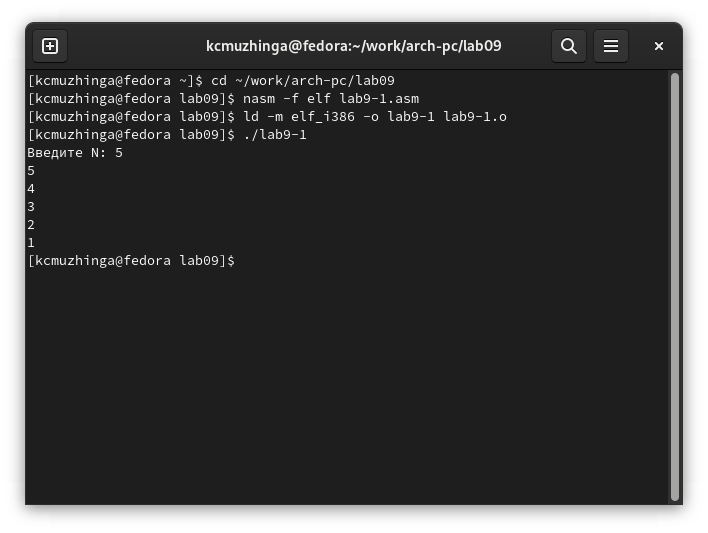 kcmuzhinga@fedora:~/work/arch-pc/lab09
[kcmuzhinga@fedora ~]$ cd ~/work/arch-pc/lab09
[kcmuzhinga@fedora lab09]$ nasm -f elf lab9-1.asm
[kcmuzhinga@fedora lab09]$ ld -m elf_i386 -o lab9-1 lab9-1.o
[kcmuzhinga@fedora lab09]$ ./lab9-1
Введите N: 5
5
4
3
2
1
[kcmuzhinga@fedora lab09]$